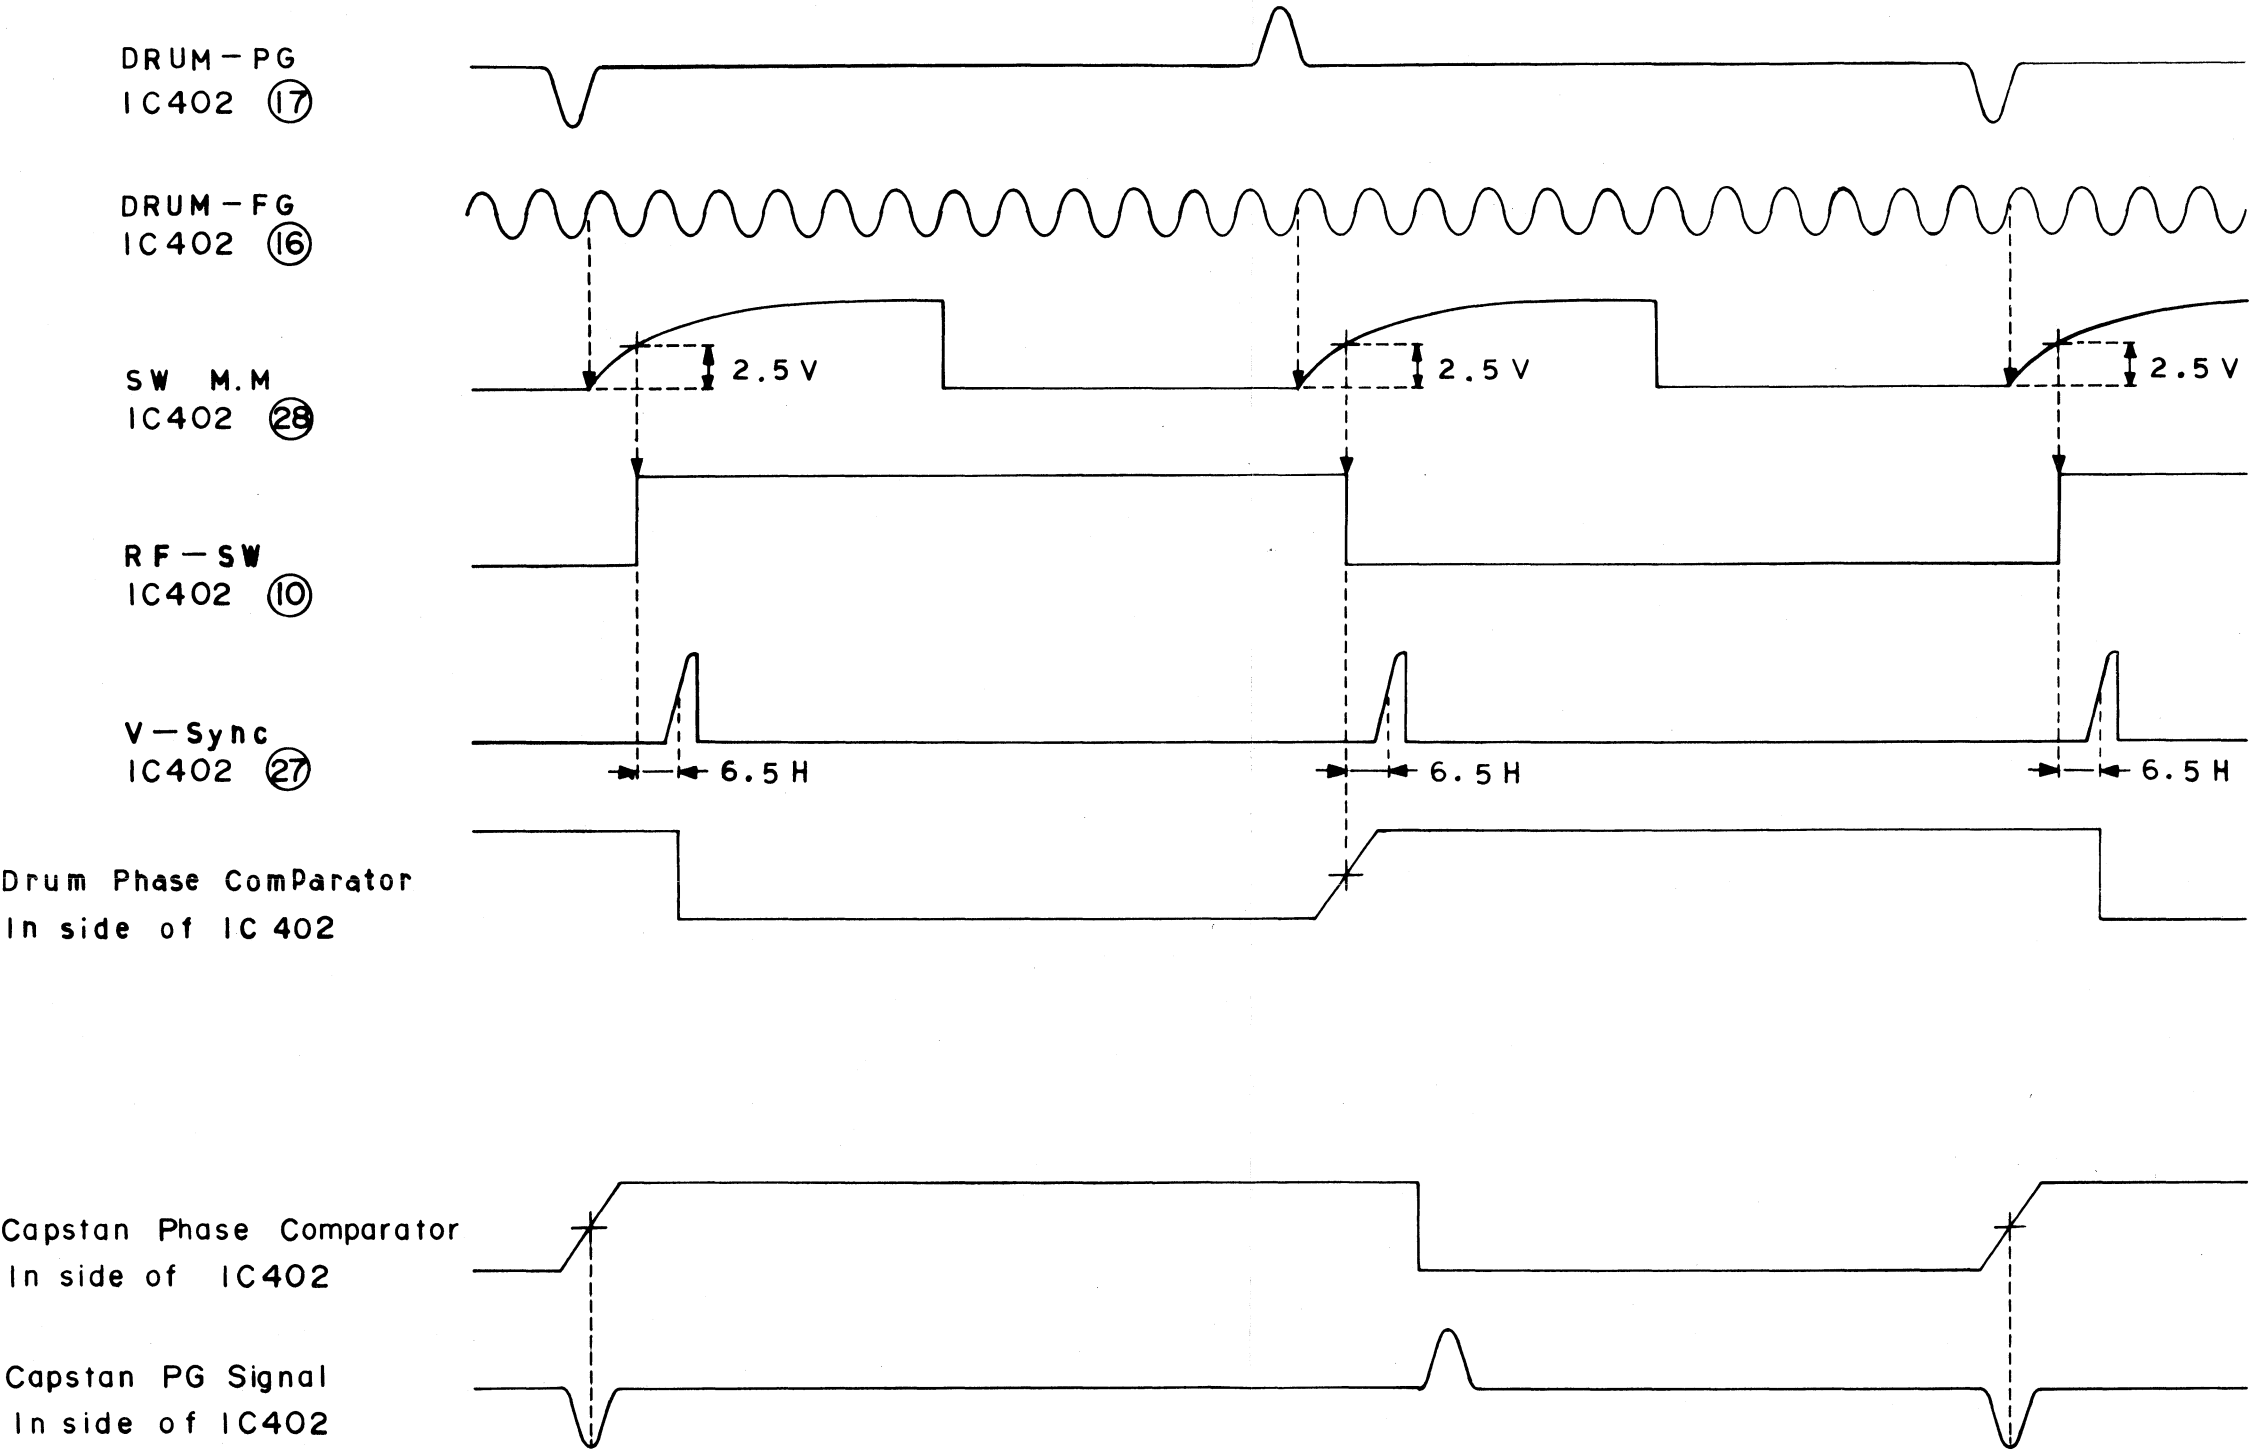 DRUM-PG
IC402 17
DRUM-FG
IC402 16
SW M.M
IC402 28
2.5V
2.5V
2.5V
RF-SW
IC402 10
V-Sync
IC402 27
6.5H
6.5H
6.5H
Drum Phase ComParator
In side of IC402
Capstan Phase Comparator
In side of IC402
Capstan PG Signal
In side of IC402